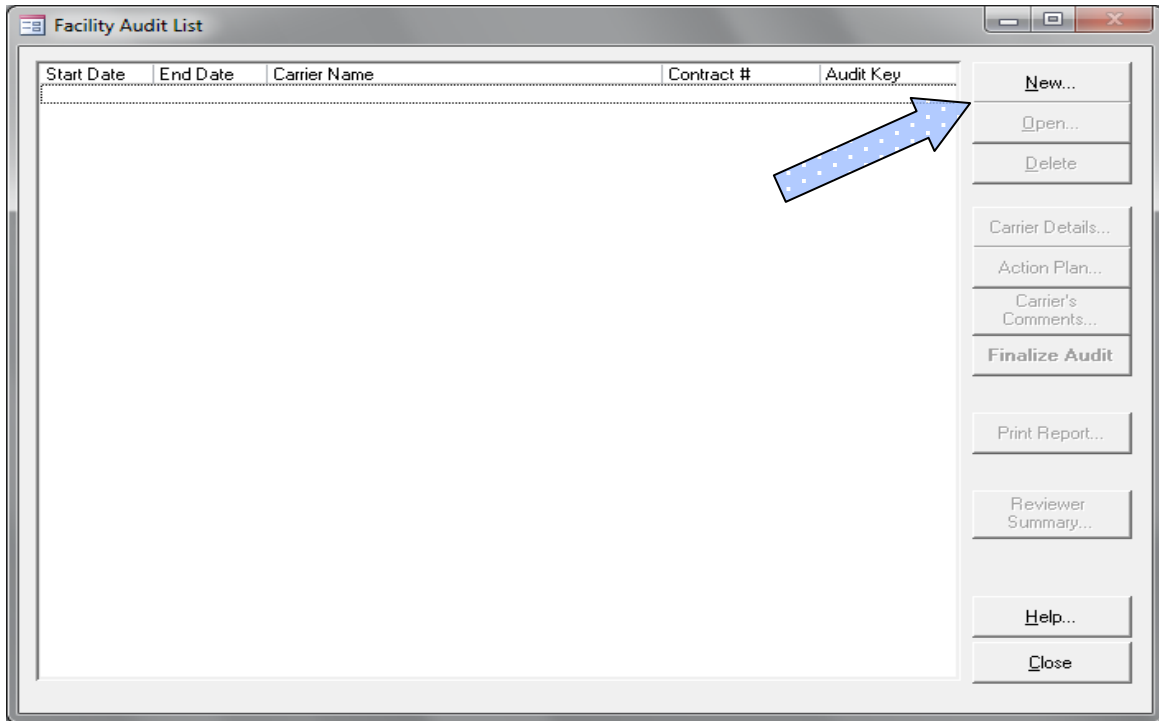 Facility Audit List
Start Date End Date Carrier Name Contract # Audit Key
New...
Open...
Delete
Carrier Details...
Action Plan...
Carrier's
Comments...
Finalize Audit
Print Report...
Reviewer
Summary...
Help...
Close